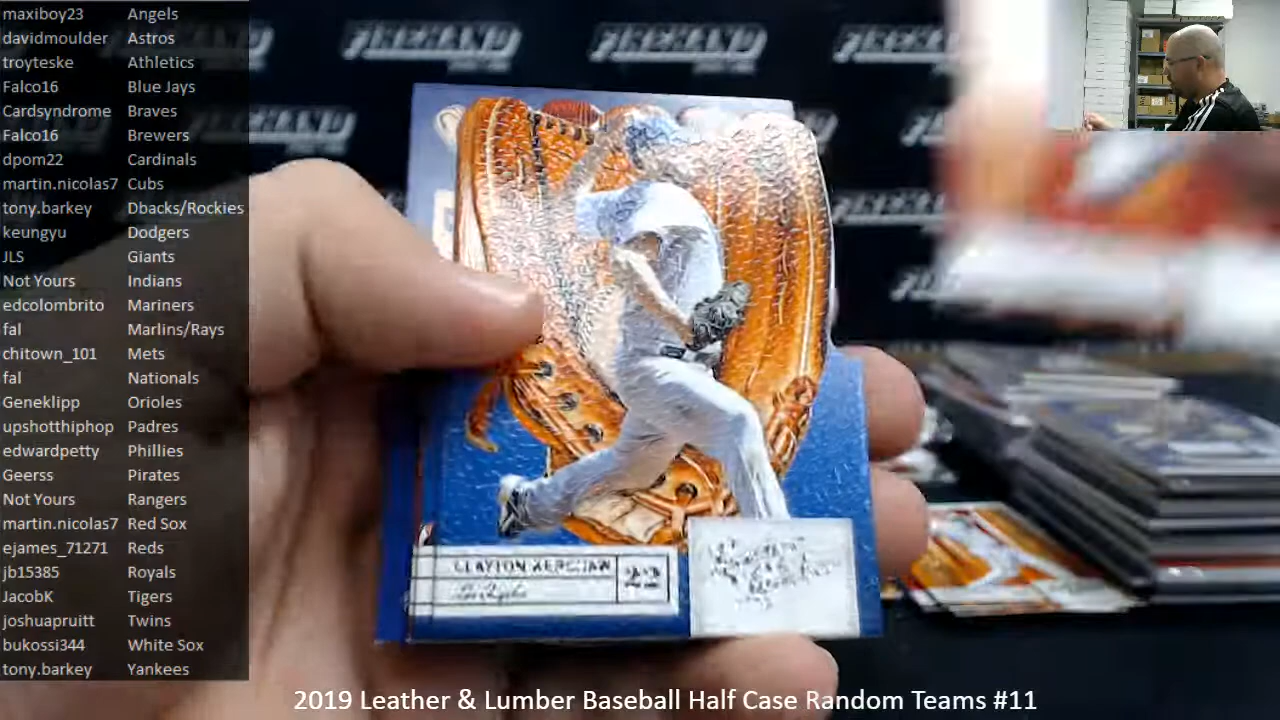 maxiboy23 Angels
davidmoulder Astros
troyteske Athletics
Falco16 Blue Jays
Cardsyndrome Braves
Falco16 Brewers
dpom22 Cardinals
martin.nicolas7 Cubs
tony.barkey Dbacks/Rockies
keungyu Dodgers
JLS Giants
Not Yours Indians
edcolombrito Mariners
fal Marlins/Rays
chitown_101 Mets
fal Nationals
Geneklipp Orioles
upshotthiphop Padres
edwardpetty Phillies
Geerss Pirates
Not Yours Rangers
martin.nicolas7 Red Sox
ejames_71271 Reds
jb15385 Royals
JacobK Tigers
joshuapruitt Twins
bukossi344 White Sox
tony.barkey Yankees
CLAYTON KERSHAW
22
2019 Leather & Lumber Baseball Half Case Random Teams #11